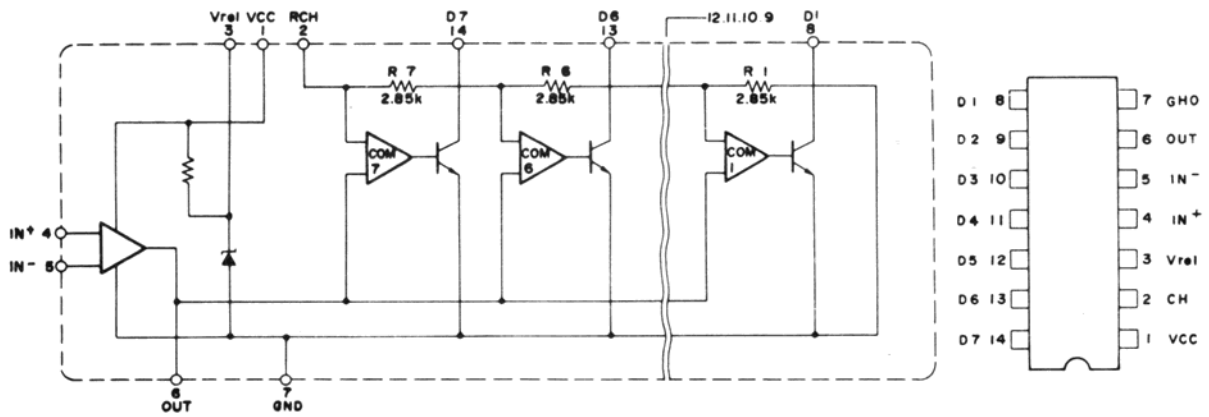 Vrel VCC RCH D7 D6 12.11.10.9 D1
3 1 2 14 13 8
R 7 R 6 R 1
2.85k 2.85k 2.85k
COM 7
COM 6
COM 1
IN+ 4
IN- 5
6 7
OUT GND
D1 8 7 GHO
D2 9 6 OUT
D3 10 5 IN-
D4 11 4 IN+
D5 12 3 Vrel
D6 13 2 CH
D7 14 1 VCC